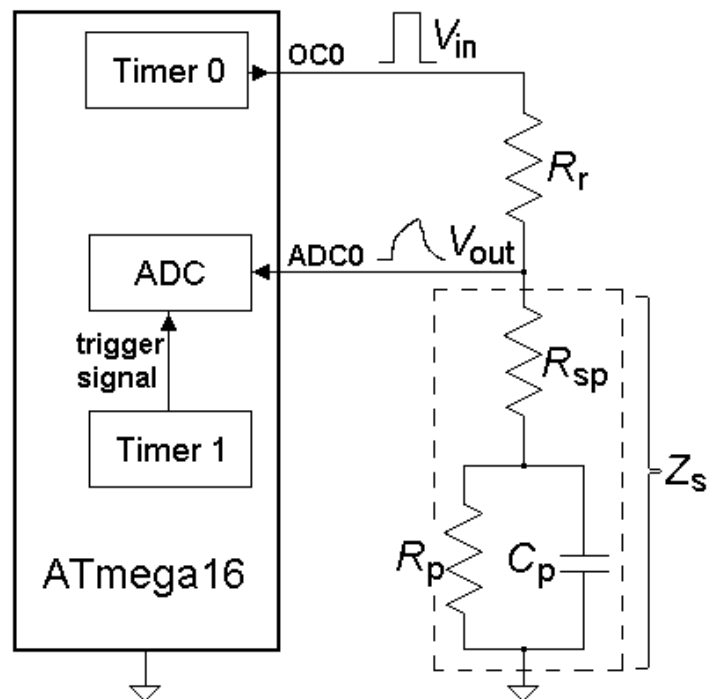 Timer 0
OC0
Vin
Rr
ADC
ADC0
Vout
trigger
signal
Rsp
Timer 1
Zs
Rp
Cp
ATmega16